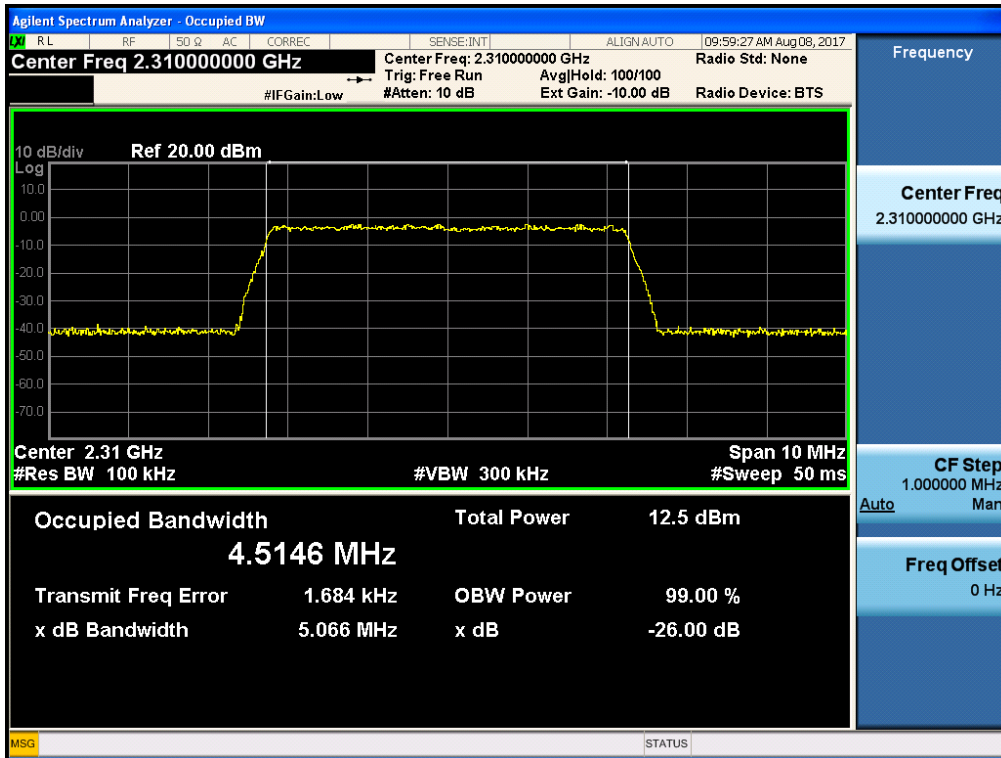 Agilent Spectrum Analyzer - Occupied BW
LXI RL RF 50 Ω AC CORREC SENSE:INT ALIGN AUTO 09:59:27 AM Aug 08, 2017
Center Freq 2.310000000 GHz
Center Freq: 2.310000000 GHz Radio Std: None
Trig: Free Run Avg|Hold: 100/100
#IFGain:Low #Atten: 10 dB Ext Gain: -10.00 dB Radio Device: BTS
10 dB/div Ref 20.00 dBm
Log
10.0
0.00
-10.0
-20.0
-30.0
-40.0
-50.0
-60.0
-70.0
Center 2.31 GHz Span 10 MHz
#Res BW 100 kHz #VBW 300 kHz #Sweep 50 ms
Occupied Bandwidth Total Power 12.5 dBm
4.5146 MHz
Transmit Freq Error 1.684 kHz OBW Power 99.00 %
x dB Bandwidth 5.066 MHz x dB -26.00 dB
MSG STATUS
Frequency
Center Freq
2.310000000 GHz
CF Step
1.000000 MHz
Auto Man
Freq Offset
0 Hz